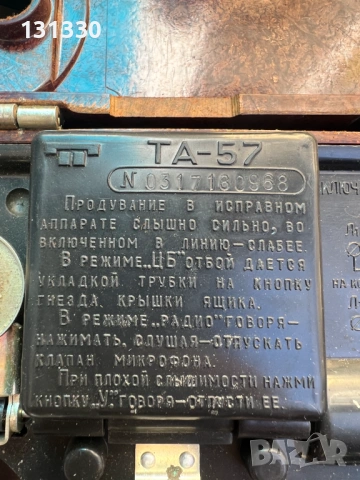 131330
ТА-57
N 0317180968
ПРОДУВАНИЕ В ИСПРАВНОМ
АППАРАТЕ СЛЫШНО СИЛЬНО, ВО
ВКЛЮЧЕННОМ В ЛИНИЮ-СЛАБЕЕ.
В РЕЖИМЕ „ЦБ" ОТБОЙ ДАЕТСЯ
УКЛАДКОЙ ТРУБКИ НА КНОПКУ
ГНЕЗДА, КРЫШКИ ЯЩИКА.
В РЕЖИМЕ „РАДИО" ГОВОРЯ-
НАЖИМАТЬ, СЛУШАЯ-ОТПУСКАТЬ
КЛАПАН МИКРОФОНА.
ПРИ ПЛОХОЙ СЛЫШИМОСТИ НАЖМИ
КНОПКУ „У", ГОВОРЯ-ОТПУСТИ ЕЕ.
КЛЮЧ
BAZAR